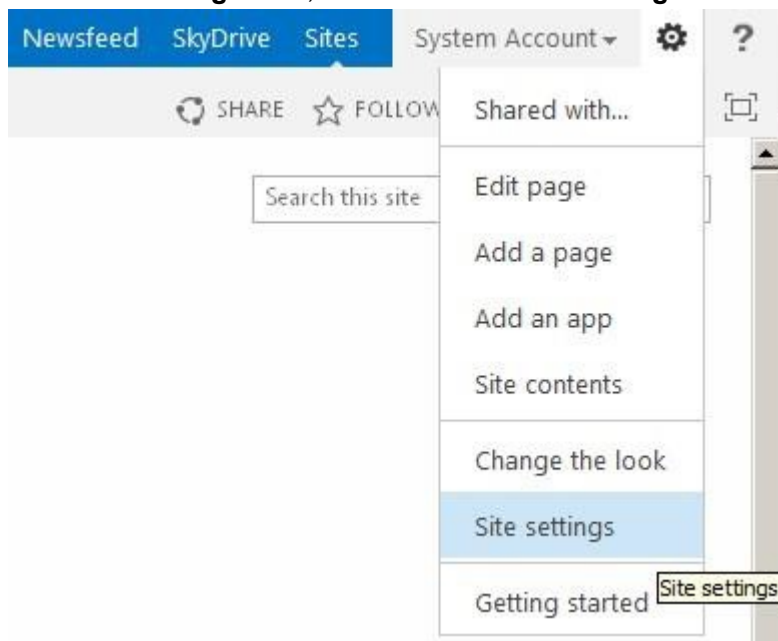 Newsfeed SkyDrive Sites System Account ?
SHARE FOLLOW Shared with...
Search this site Edit page
Add a page
Add an app
Site contents
Change the look
Site settings
Getting started Site settings